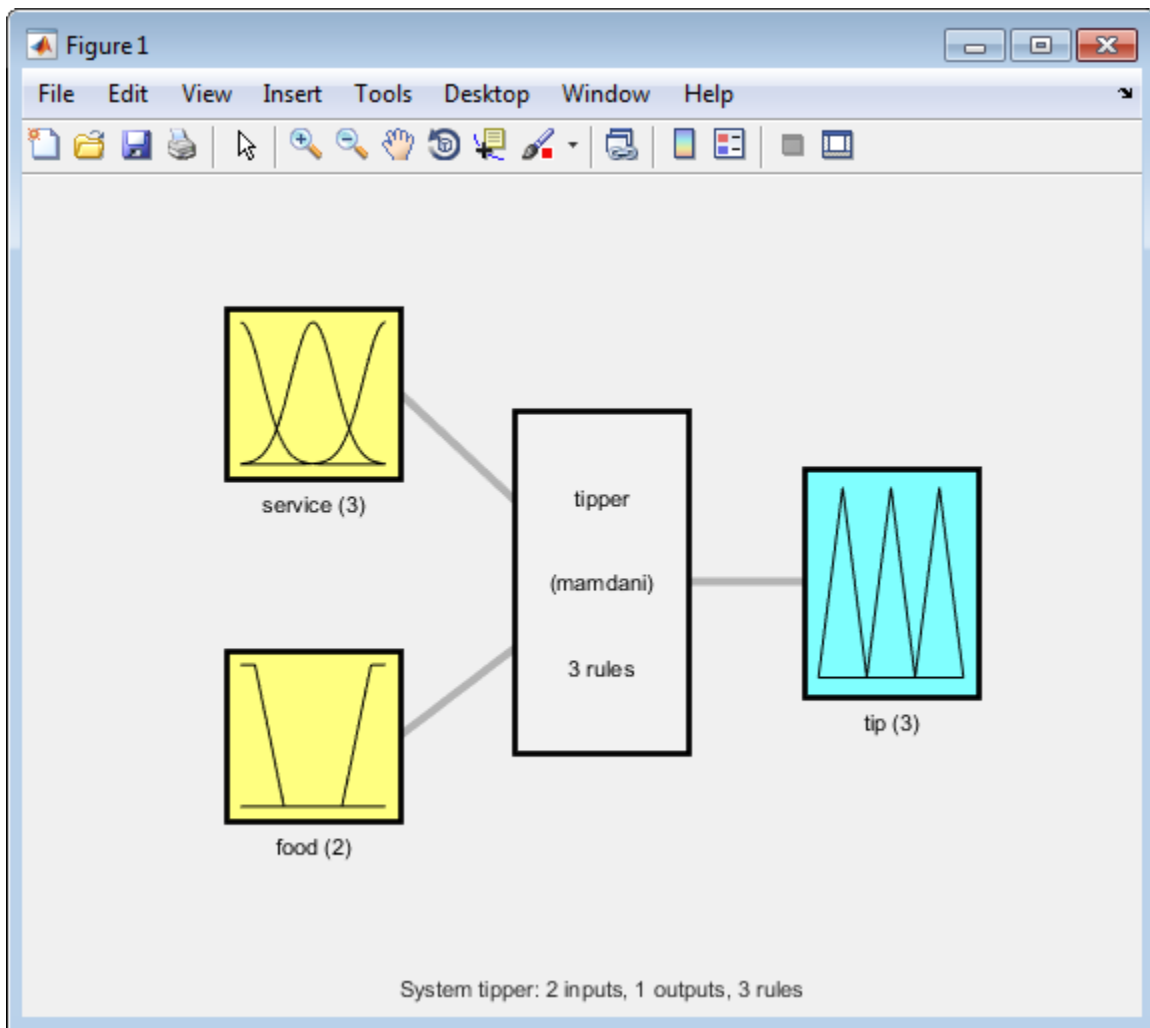 Figure 1
File Edit View Insert Tools Desktop Window Help
service (3)
food (2)
tipper
(mamdani)
3 rules
tip (3)
System tipper: 2 inputs, 1 outputs, 3 rules